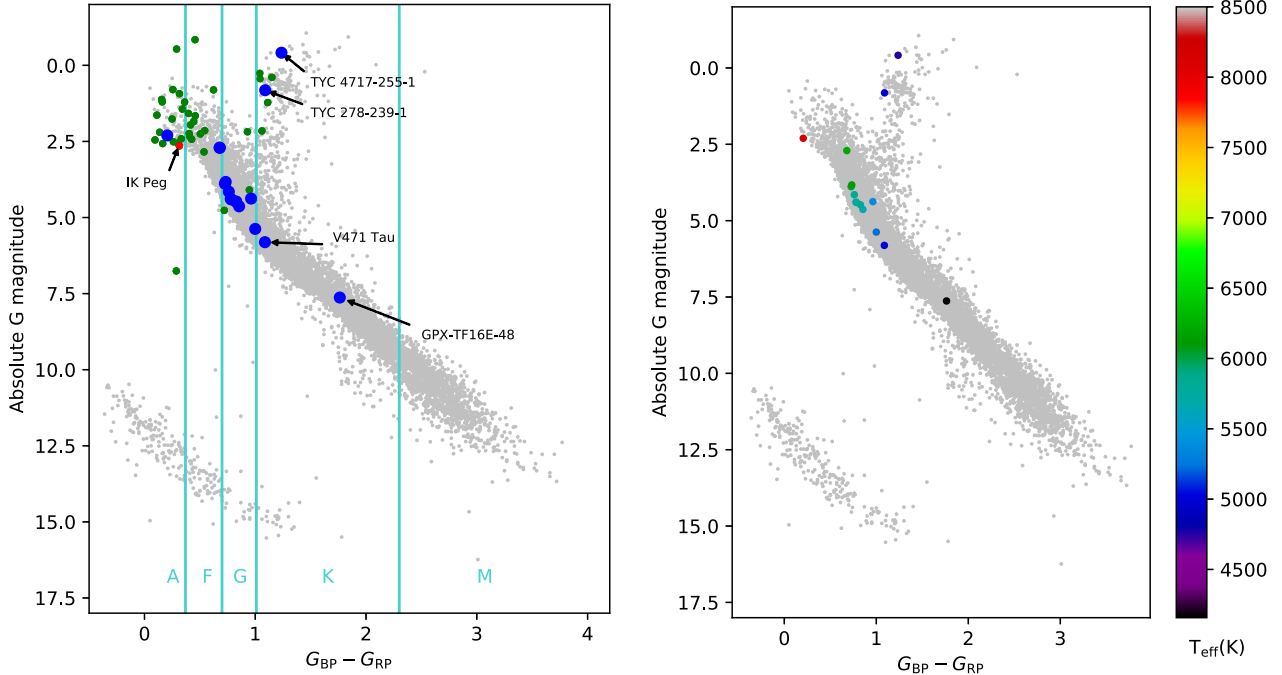 0.0
2.5
5.0
7.5
10.0
12.5
15.0
17.5
Absolute G magnitude
TYC 4717-255-1
TYC 278-239-1
IK Peg
V471 Tau
GPX-TF16E-48
A
F
G
K
M
0
1
2
3
4
G_BP − G_RP
0.0
2.5
5.0
7.5
10.0
12.5
15.0
17.5
Absolute G magnitude
0
1
2
3
G_BP − G_RP
8500
8000
7500
7000
6500
6000
5500
5000
4500
T_eff(K)